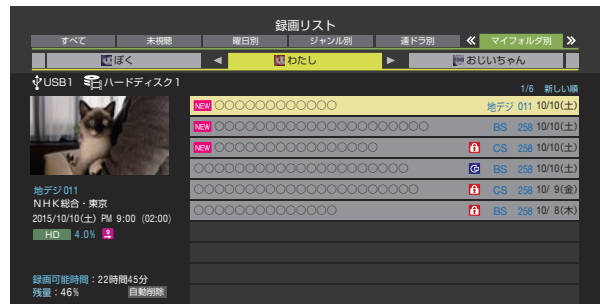 録画リスト
すべて 未視聴 曜日別 ジャンル別 連ドラ別 « マイフォルダ別 »
ぼく ◀ わたし ▶ おじいちゃん
USB1 ハードディスク1
1/6 新しい順
NEW 〇〇〇〇〇〇〇〇〇〇〇〇 地デジ 011 10/10(土)
NEW 〇〇〇〇〇〇〇〇〇〇〇〇〇〇〇〇〇〇〇〇〇 BS 258 10/10(土)
NEW 〇〇〇〇〇〇〇〇〇〇〇〇〇〇〇〇 CS 258 10/10(土)
〇〇〇〇〇〇〇〇〇〇〇〇〇〇〇〇〇〇〇〇〇 BS 258 10/10(土)
〇〇〇〇〇〇〇〇〇〇〇〇〇〇〇〇〇〇〇〇〇〇 CS 258 10/ 9(金)
〇〇〇〇〇〇〇〇〇〇〇〇〇〇 BS 258 10/ 8(木)
地デジ 011
NHK総合・東京
2015/10/10(土) PM 9:00 (02:00)
HD 4.0% 9
録画可能時間：22時間45分
残量：46% 自動削除